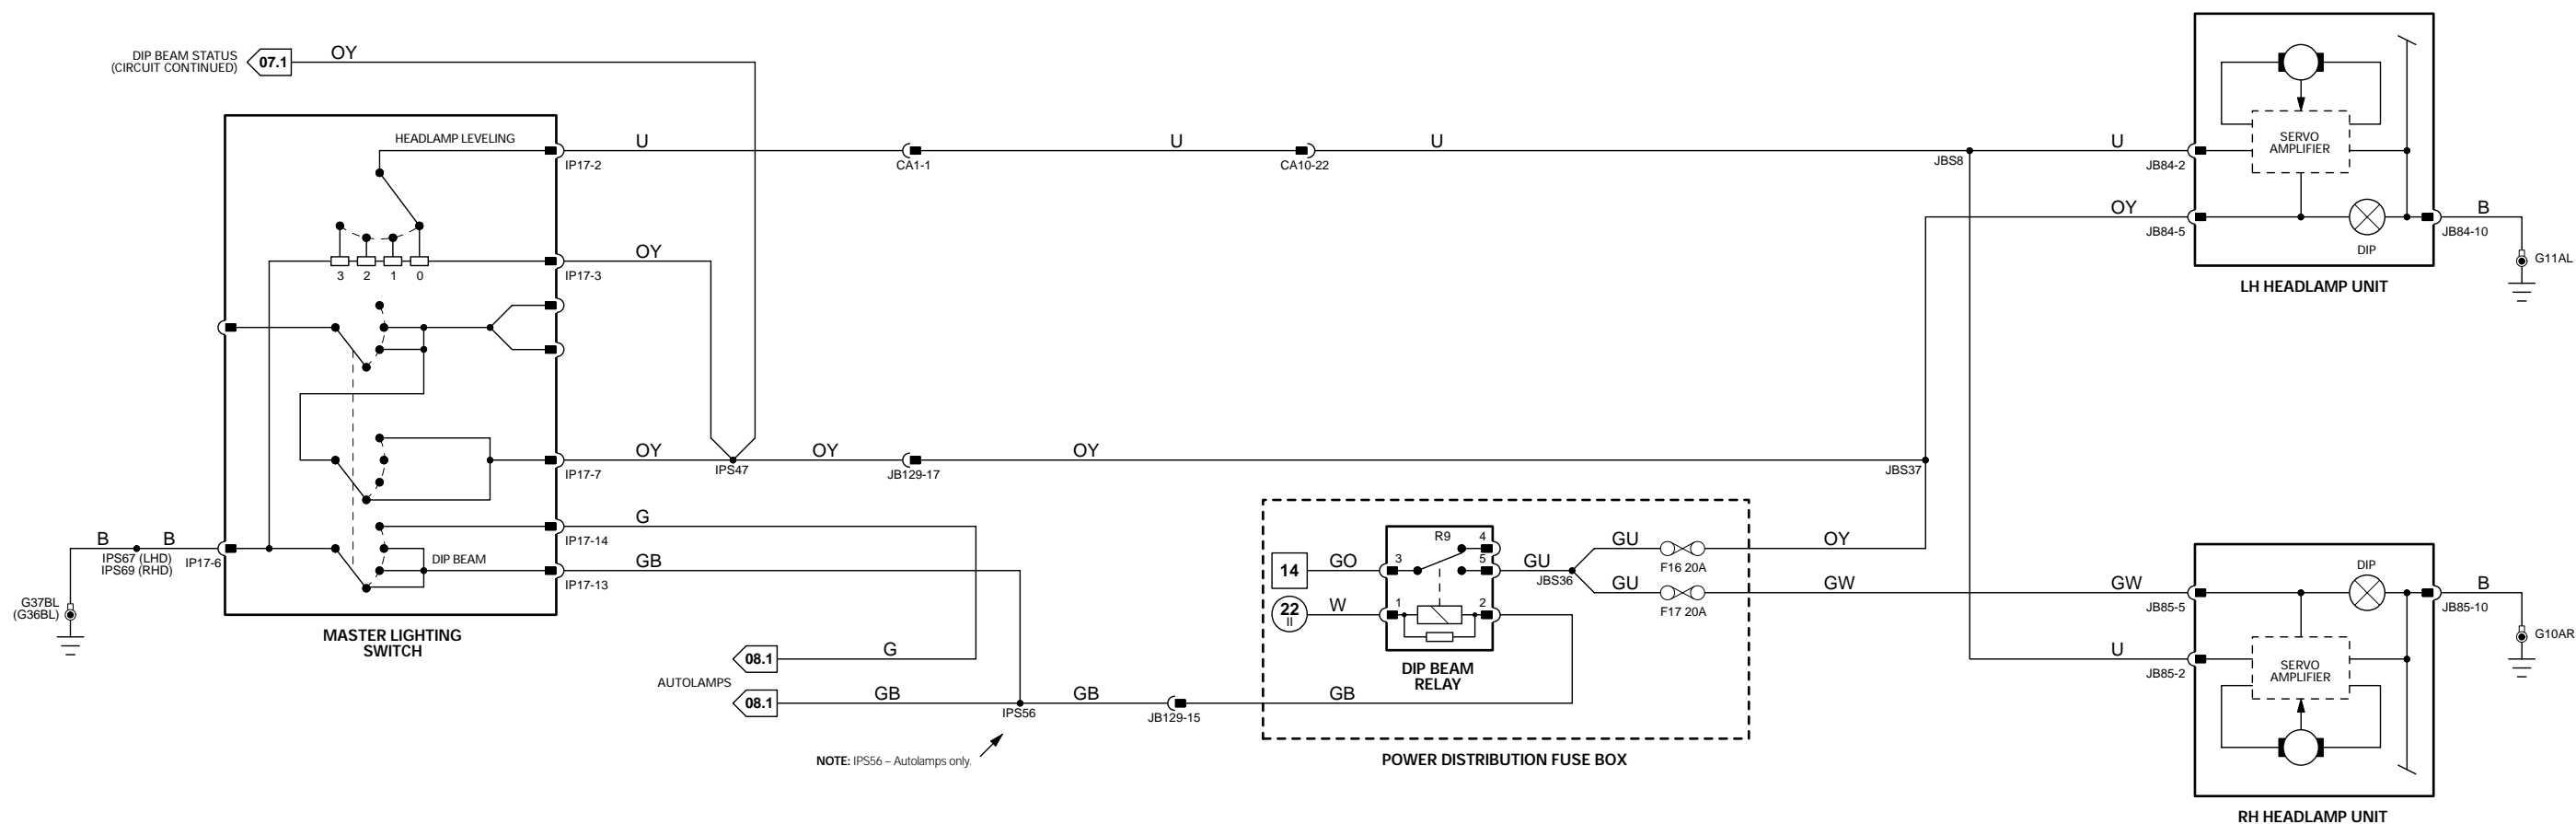 DIP BEAM STATUS
(CIRCUIT CONTINUED)
07.1
OY
HEADLAMP LEVELING
IP17-2
U
CA1-1
U
CA10-22
U
JBS8
U
JB84-2
SERVO
AMPLIFIER
OY
JB84-5
DIP
B
JB84-10
G11AL
LH HEADLAMP UNIT
3 2 1 0
IP17-3
OY
IP17-7
OY
IPS47
OY
JB129-17
OY
JBS37
B
B
IPS67 (LHD)
IPS69 (RHD)
IP17-6
G37BL
(G36BL)
DIP BEAM
IP17-14
G
IP17-13
GB
MASTER LIGHTING
SWITCH
08.1
G
AUTOLAMPS
08.1
GB
IPS56
GB
JB129-15
GB
NOTE: IPS56 – Autolamps only.
14
GO
22
II
W
R9
3
4
5
1
2
DIP BEAM
RELAY
GU
JBS36
GU
F16 20A
OY
GU
F17 20A
GW
POWER DISTRIBUTION FUSE BOX
GW
JB85-5
DIP
B
JB85-10
G10AR
U
JB85-2
SERVO
AMPLIFIER
RH HEADLAMP UNIT